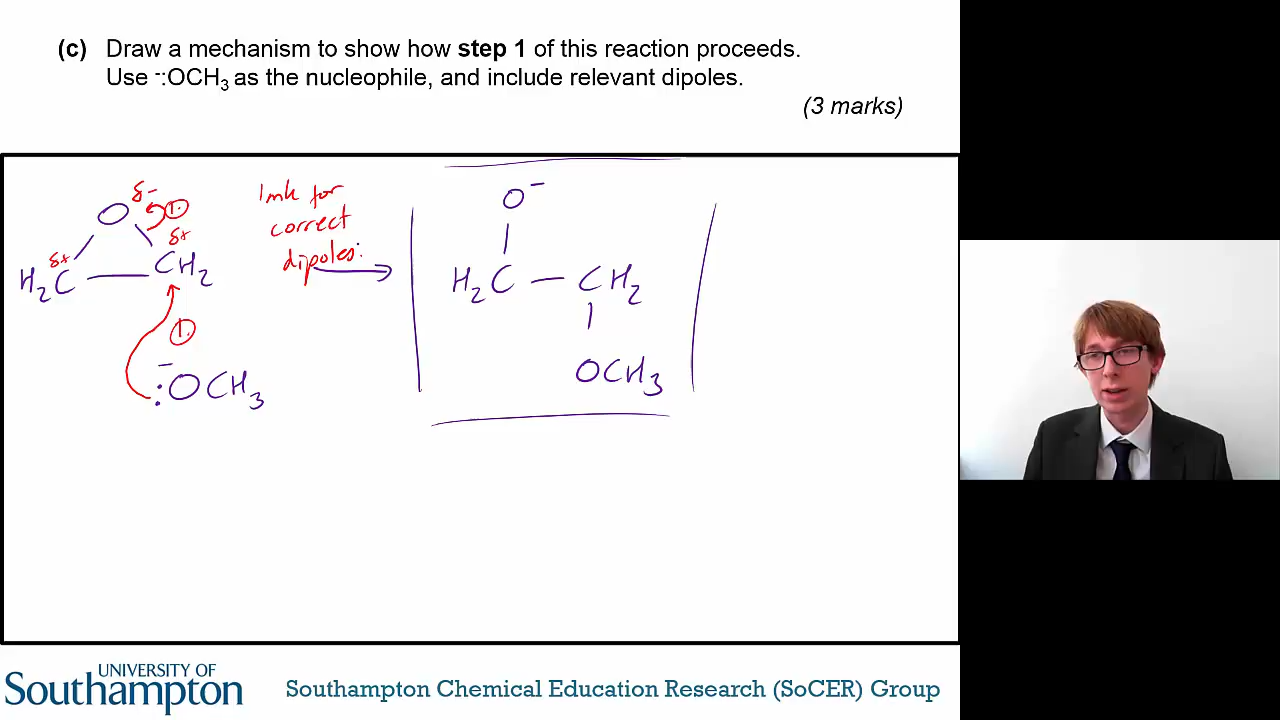 (c) Draw a mechanism to show how step 1 of this reaction proceeds.
Use ⁻:OCH₃ as the nucleophile, and include relevant dipoles.
(3 marks)
δ- 1.
O
δ+
δ+
H₂C CH₂
1.
⁻
:OCH₃
1mk for
correct
dipoles.
O⁻
H₂C — CH₂
OCH₃
UNIVERSITY OF
Southampton
Southampton Chemical Education Research (SoCER) Group